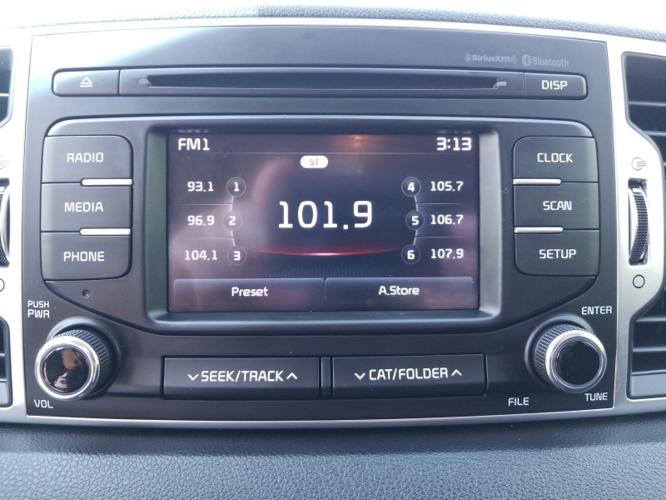 SiriusXM Bluetooth
DISP
RADIO
MEDIA
PHONE
FM1 3:13
ST
93.1 1
96.9 2
104.1 3
101.9
4 105.7
5 106.7
6 107.9
Preset A.Store
CLOCK
SCAN
SETUP
PUSH
PWR
VOL
SEEK/TRACK
CAT/FOLDER
ENTER
FILE TUNE